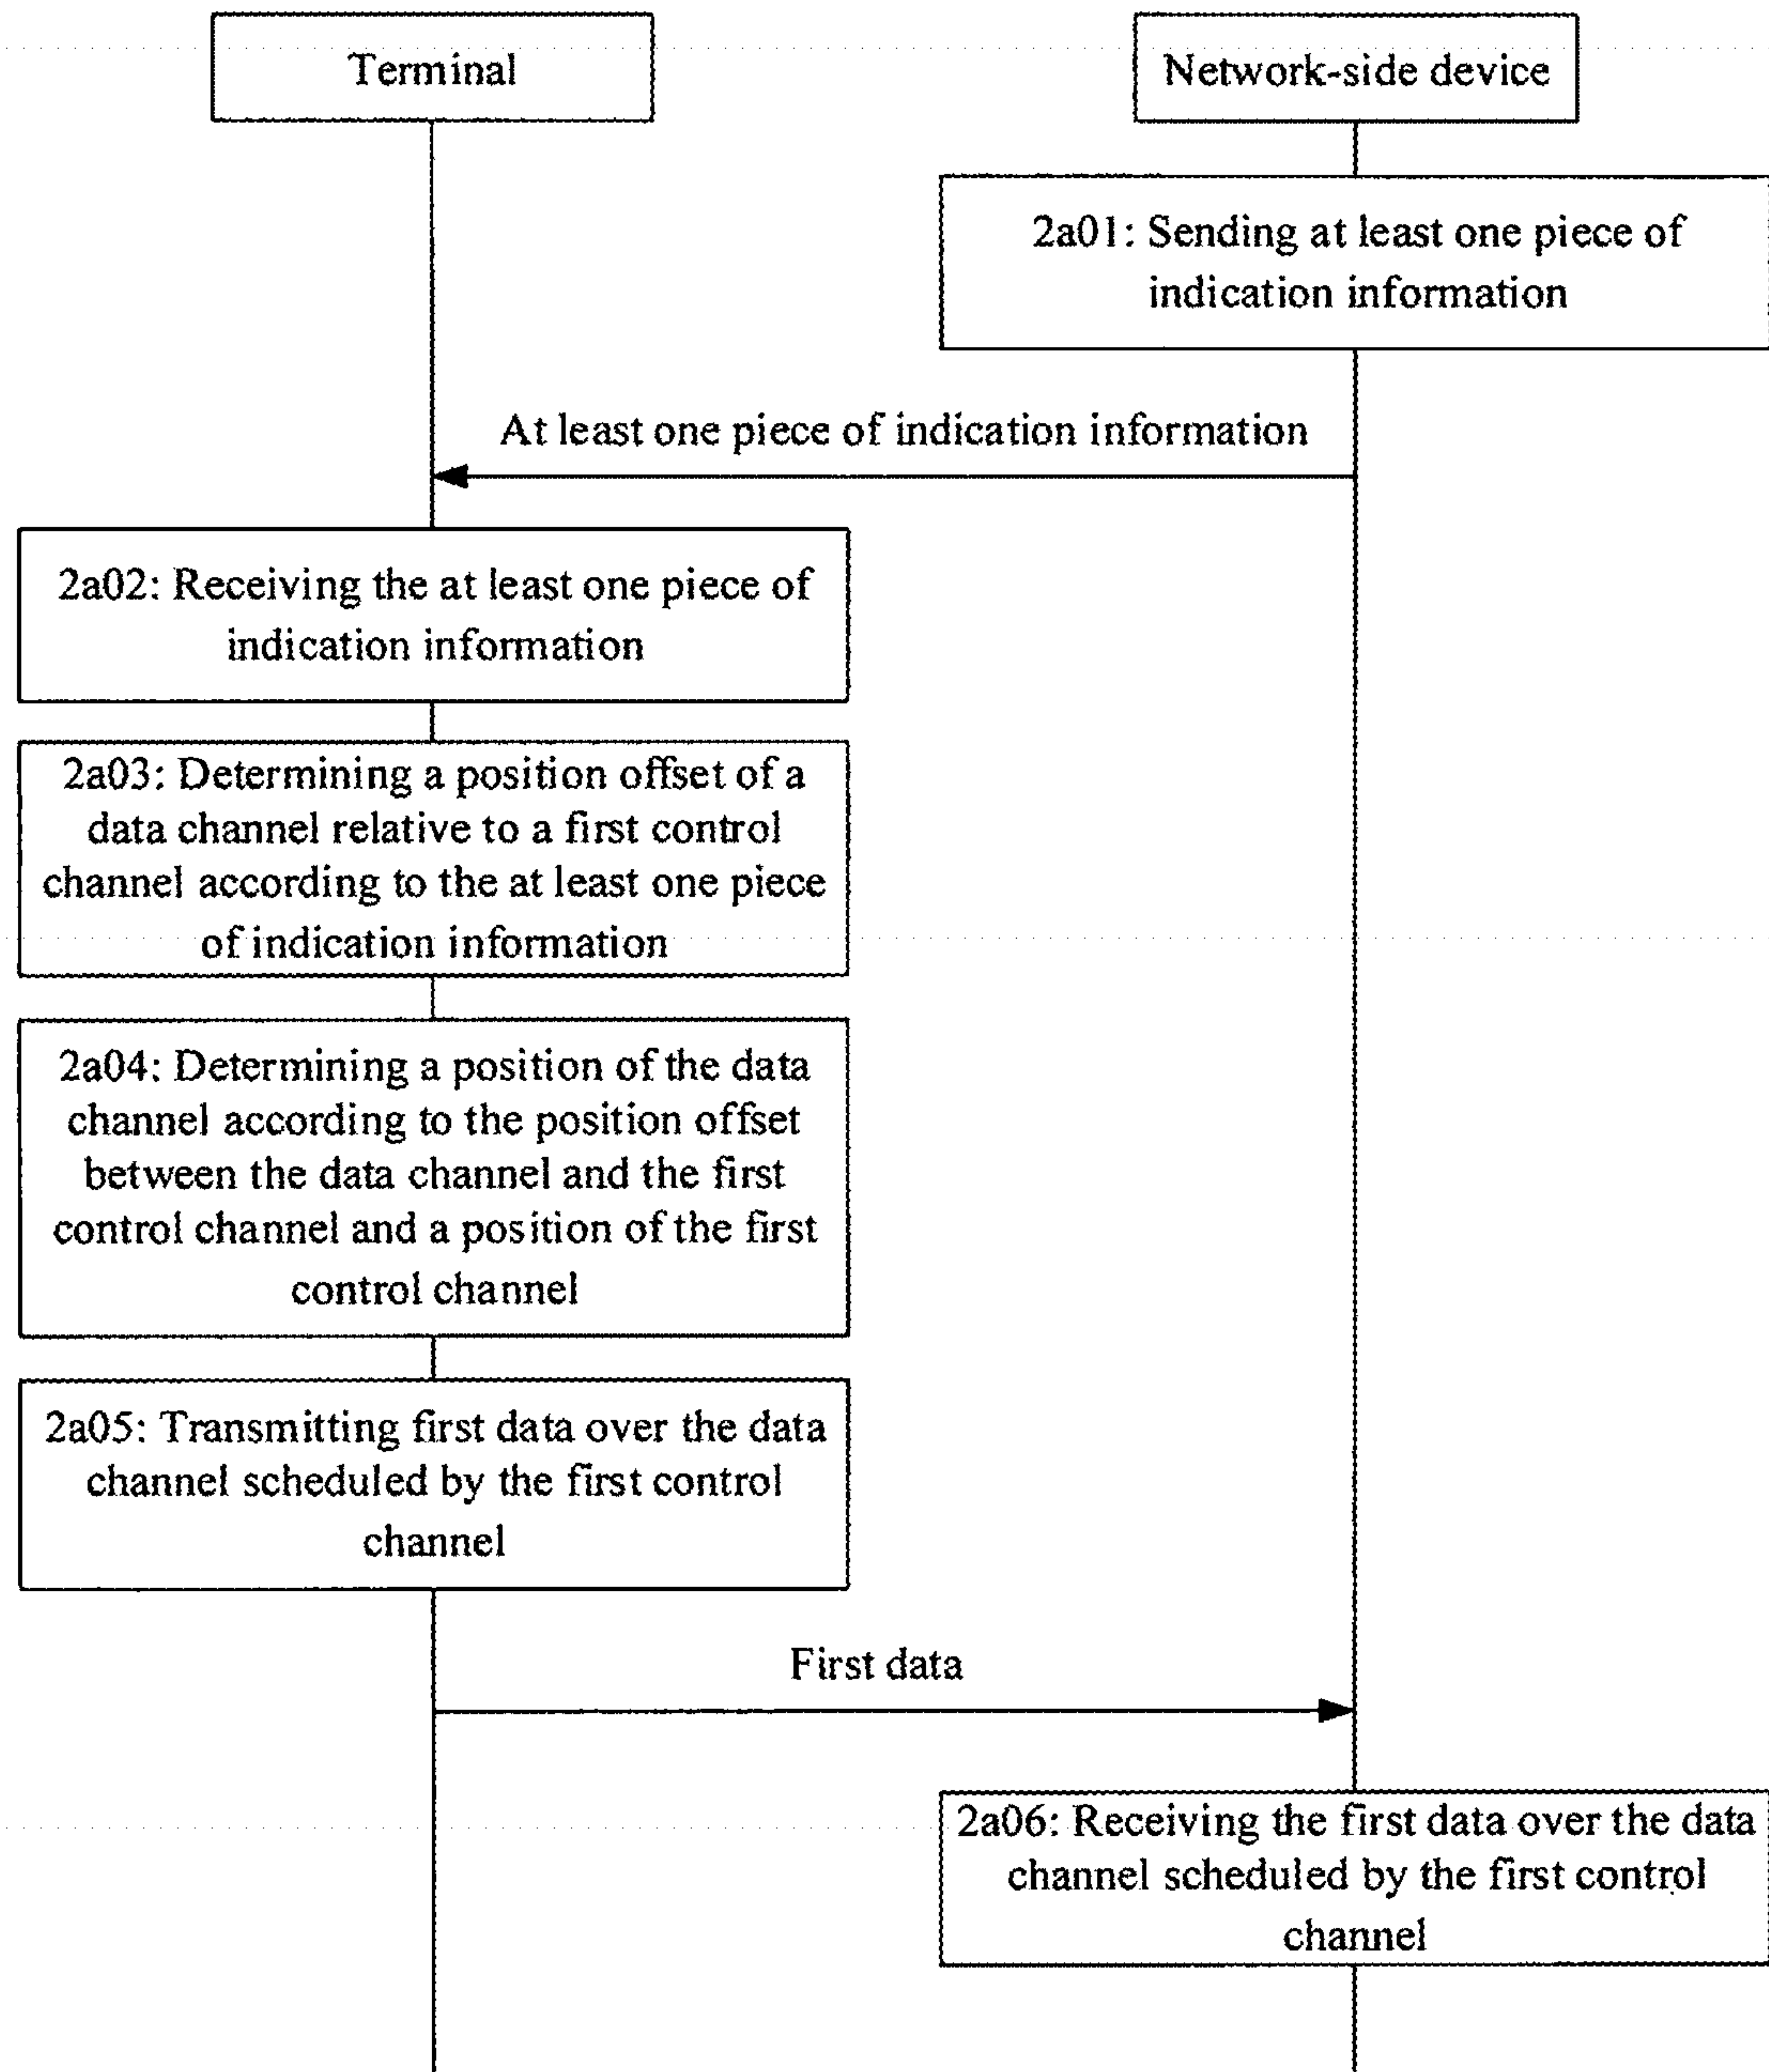 Terminal
Network-side device
2a01: Sending at least one piece of
indication information
At least one piece of indication information
2a02: Receiving the at least one piece of
indication information
2a03: Determining a position offset of a
data channel relative to a first control
channel according to the at least one piece
of indication information
2a04: Determining a position of the data
channel according to the position offset
between the data channel and the first
control channel and a position of the first
control channel
2a05: Transmitting first data over the data
channel scheduled by the first control
channel
First data
2a06: Receiving the first data over the data
channel scheduled by the first control
channel